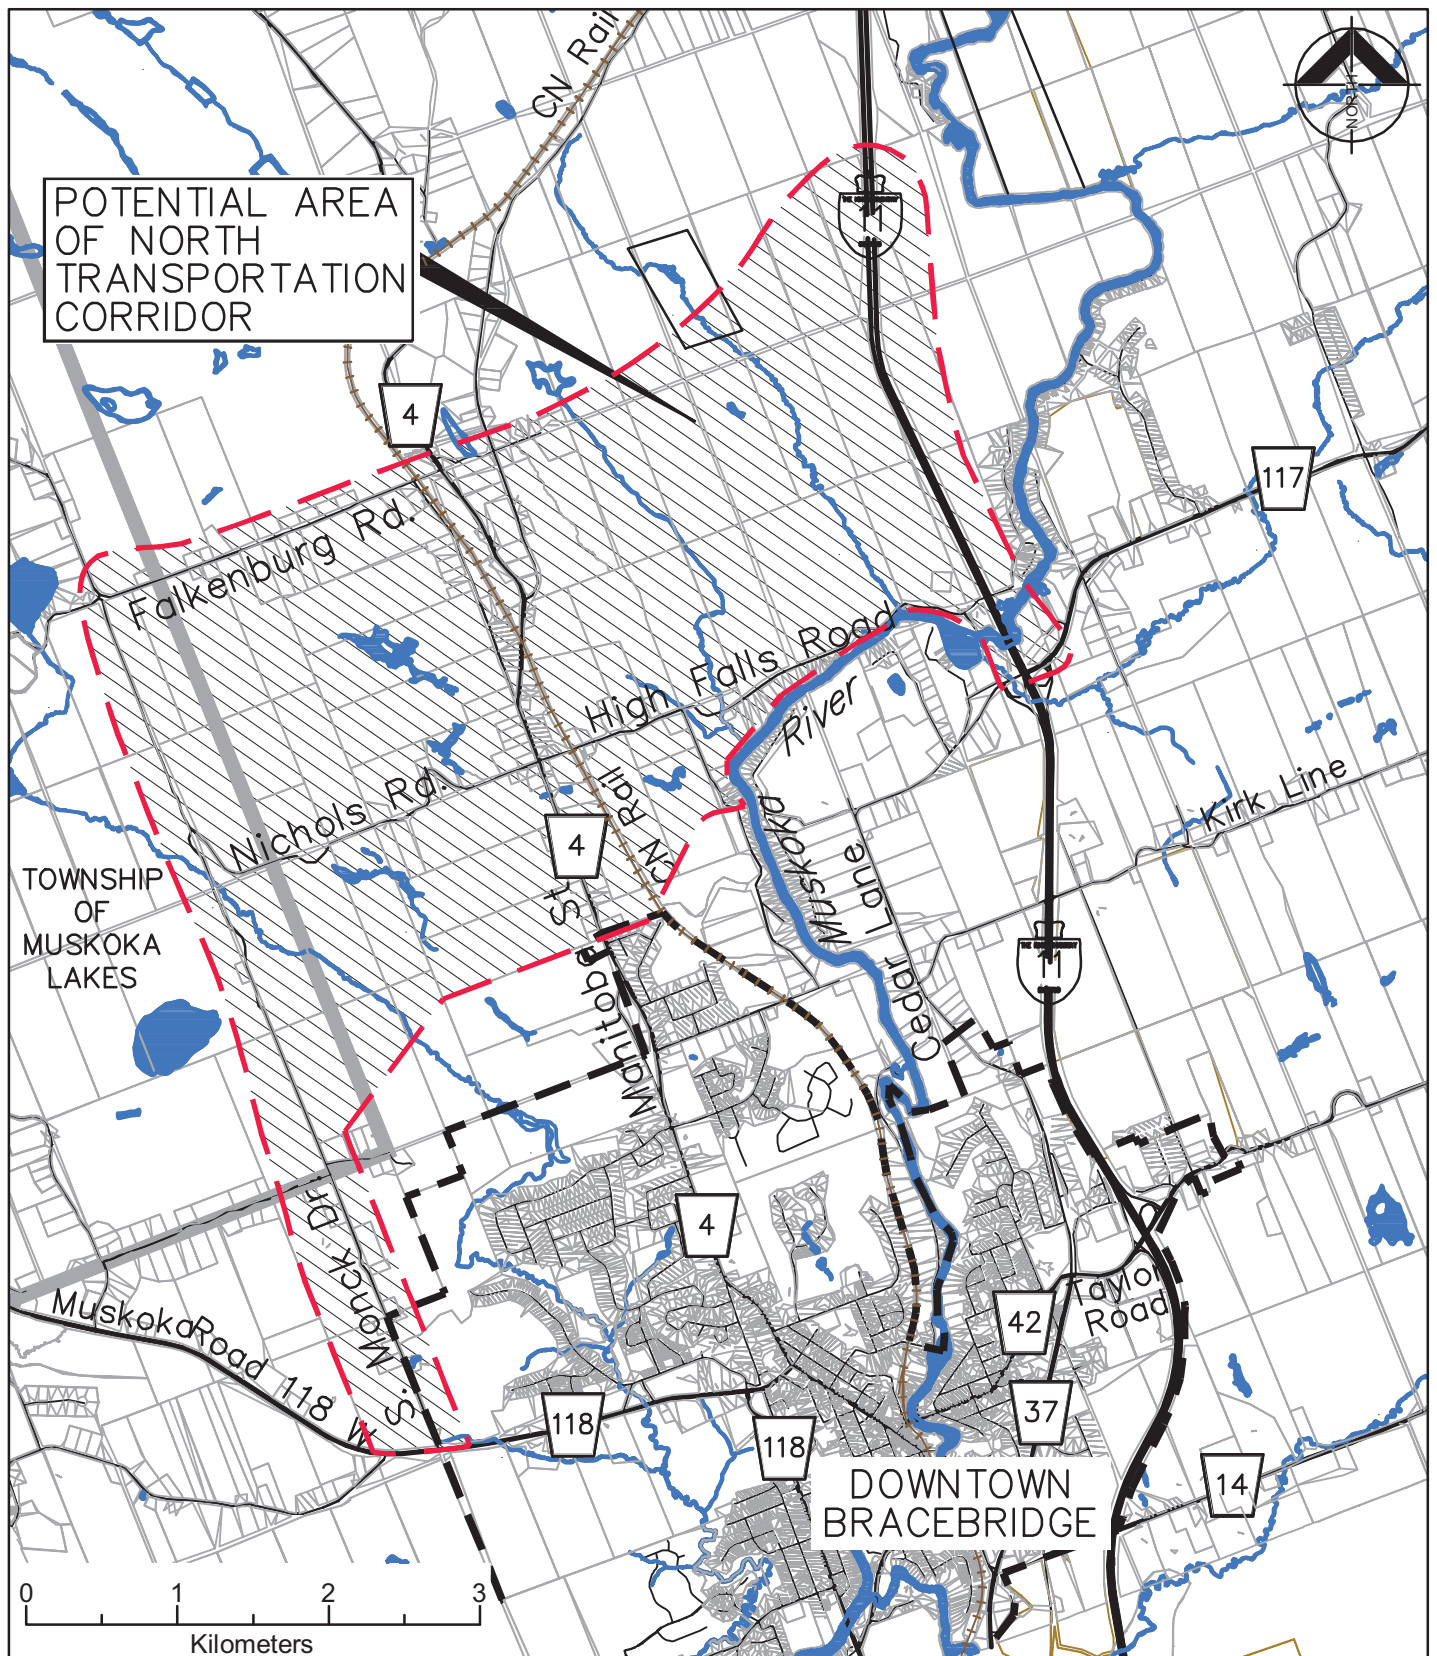 CN Rail
NORTH
POTENTIAL AREA
OF NORTH
TRANSPORTATION
CORRIDOR
11
4
117
Falkenburg Rd.
High Falls Road
River
Nichols Rd.
CN Rail
4
Muskoka
Kirk Line
Cedar Lane
TOWNSHIP
OF
MUSKOKA
LAKES
Manitoba St
11
4
S. Monck Dr.
Taylor
Road
42
Muskoka Road 118 W
37
118
118
14
DOWNTOWN
BRACEBRIDGE
0 1 2 3
Kilometers